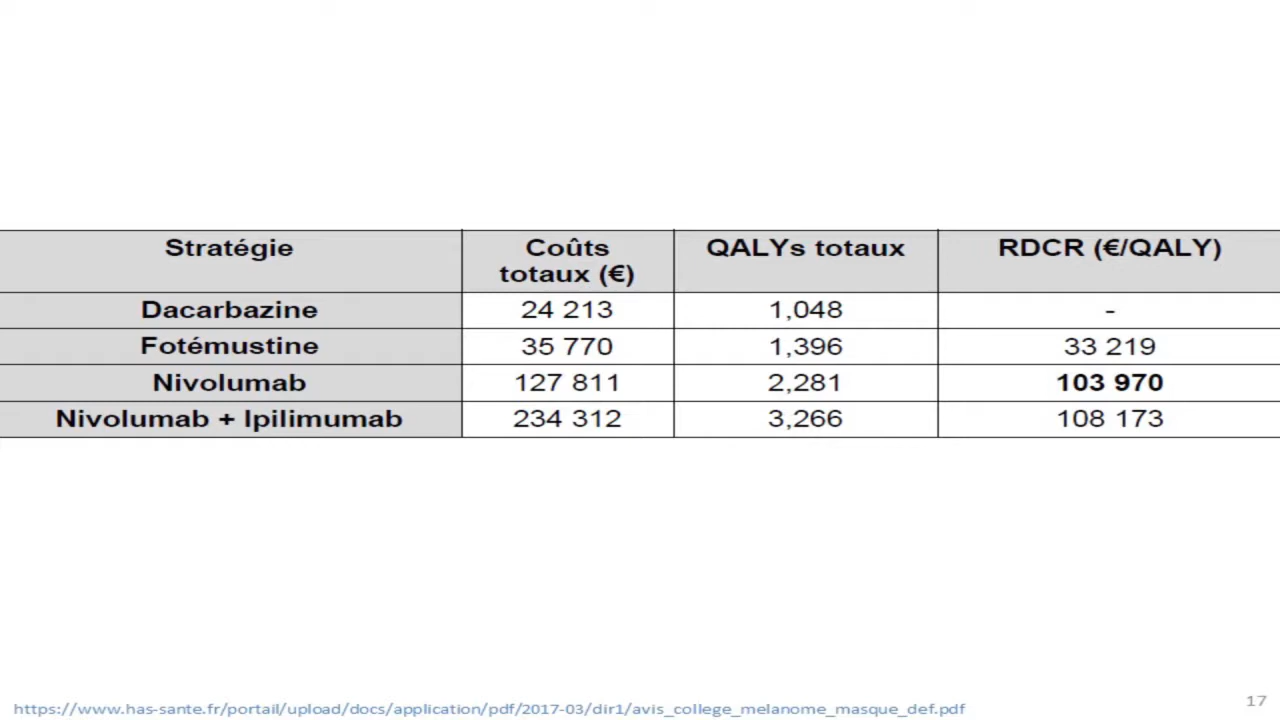 Stratégie Coûts totaux (€) QALYs totaux RDCR (€/QALY)
Dacarbazine 24 213 1,048 -
Fotémustine 35 770 1,396 33 219
Nivolumab 127 811 2,281 103 970
Nivolumab + Ipilimumab 234 312 3,266 108 173
https://www.has-sante.fr/portail/upload/docs/application/pdf/2017-03/dir1/avis_college_melanome_masque_def.pdf
17